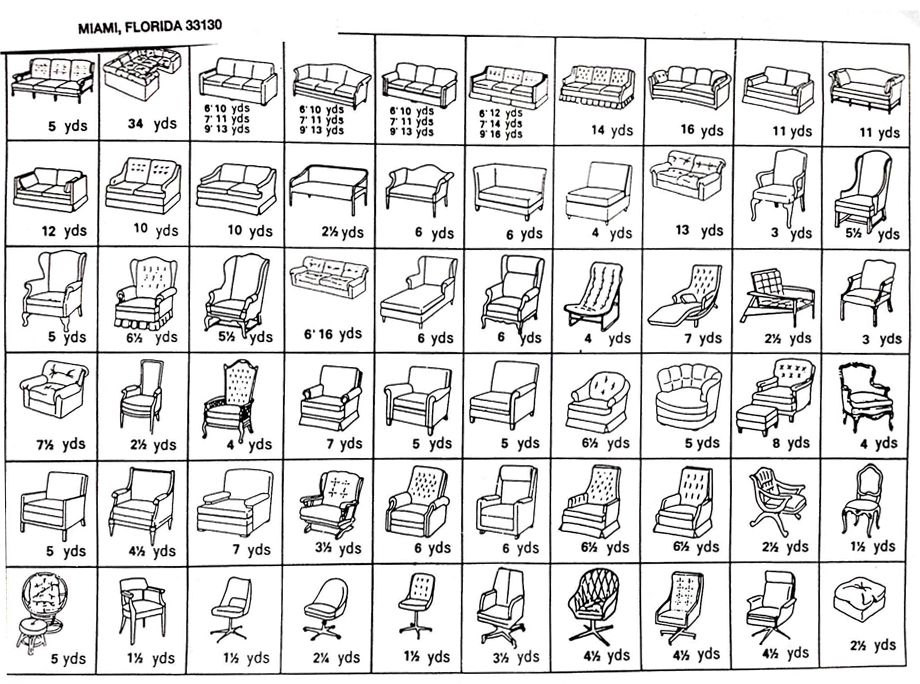 MIAMI, FLORIDA 33130
5 yds
34 yds
6' 10 yds
7' 11 yds
9' 13 yds
6' 10 yds
7' 11 yds
9' 13 yds
6' 10 yds
7' 11 yds
9' 13 yds
6' 12 yds
7' 14 yds
9' 16 yds
14 yds
16 yds
11 yds
11 yds
12 yds
10 yds
10 yds
2½ yds
6 yds
6 yds
4 yds
13 yds
3 yds
5½ yds
5 yds
6½ yds
5½ yds
6' 16 yds
6 yds
6 yds
4 yds
7 yds
2½ yds
3 yds
7½ yds
2½ yds
4 yds
7 yds
5 yds
5 yds
6½ yds
5 yds
8 yds
4 yds
5 yds
4½ yds
7 yds
3½ yds
6 yds
6 yds
6½ yds
6½ yds
2½ yds
1½ yds
5 yds
1½ yds
1½ yds
2¼ yds
1½ yds
3½ yds
4½ yds
4½ yds
4½ yds
2½ yds